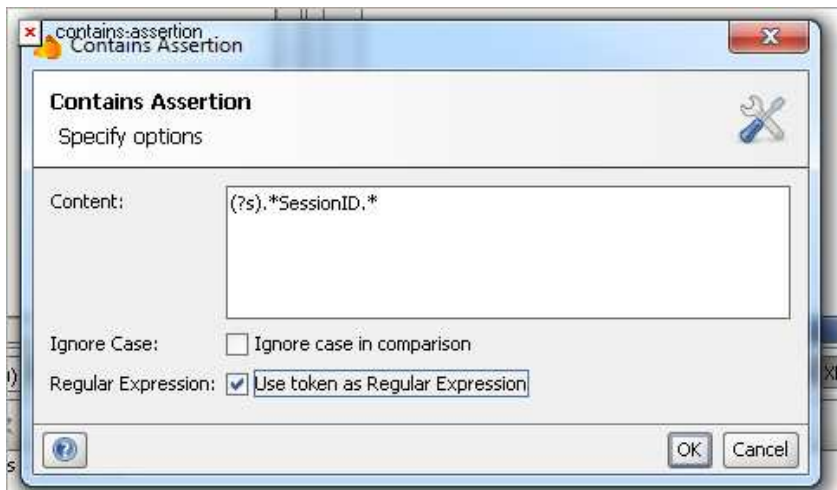 contains-assertion
Contains Assertion
Contains Assertion
Specify options
Content:
(?s).*SessionID.*
Ignore Case:
Ignore case in comparison
Regular Expression:
Use token as Regular Expression
OK
Cancel